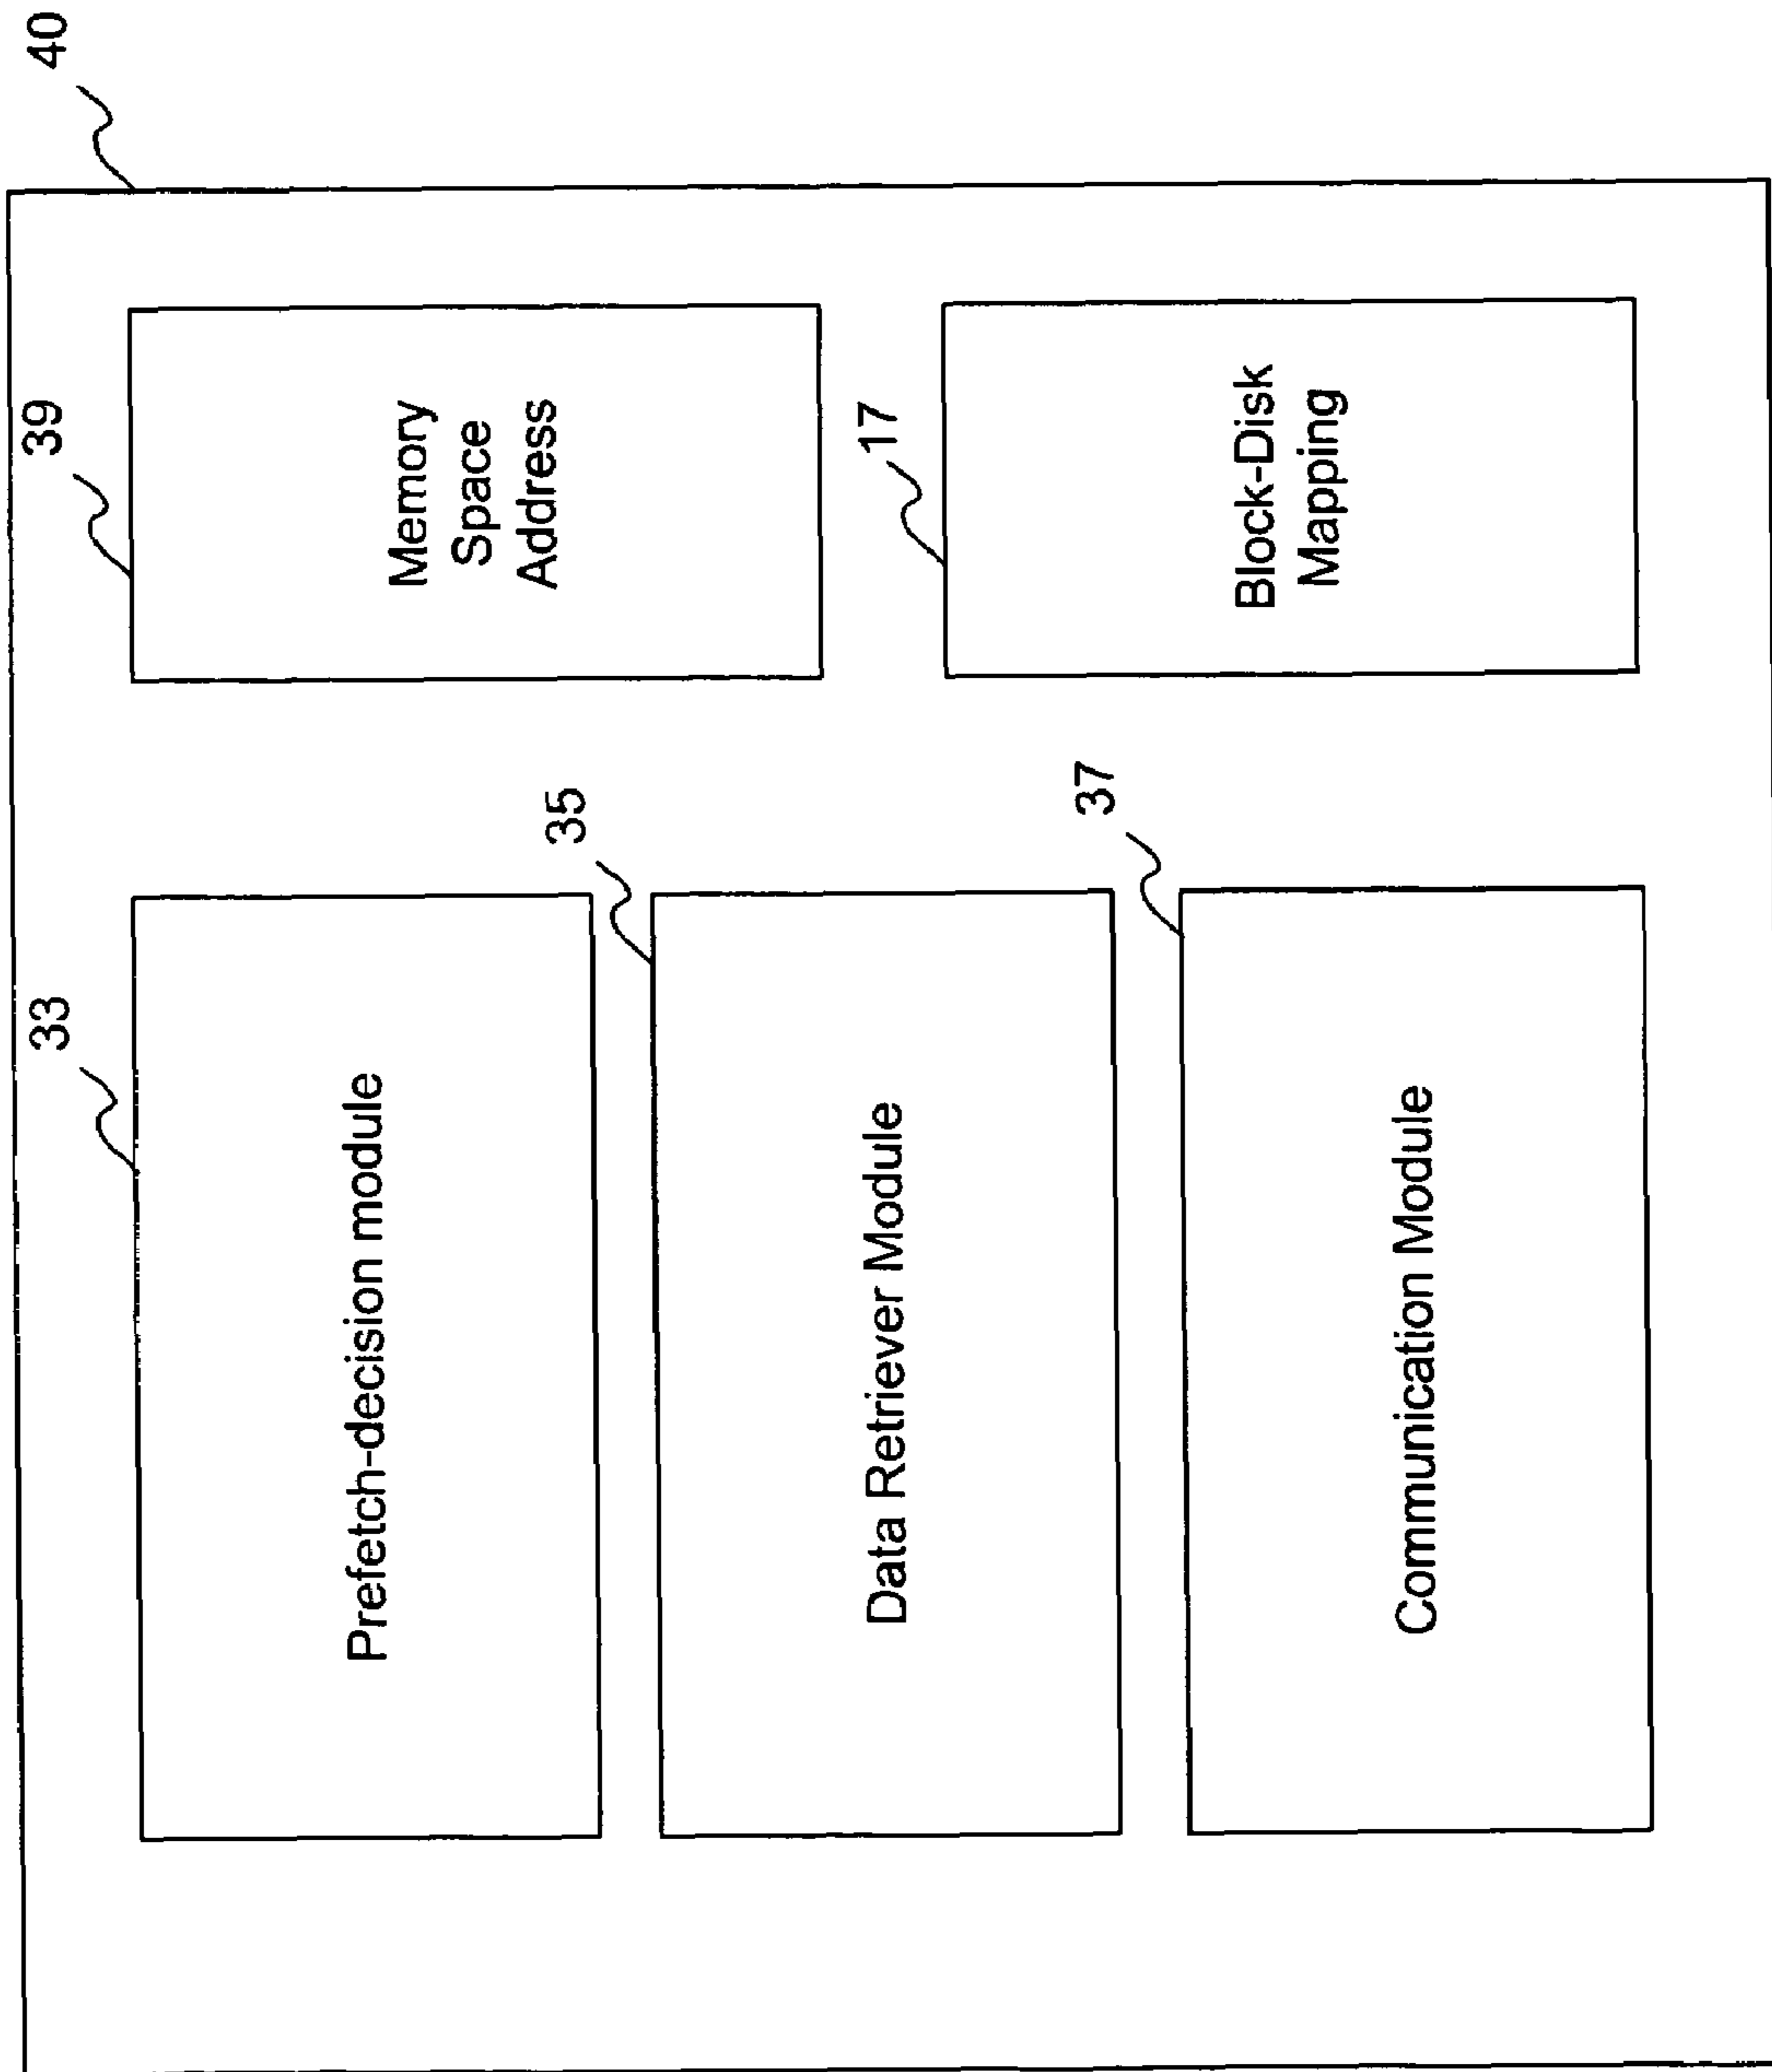 40
33
39
Prefetch-decision module
Memory
Space
Address
35
Data Retriever Module
17
37
Block-Disk
Mapping
Communication Module